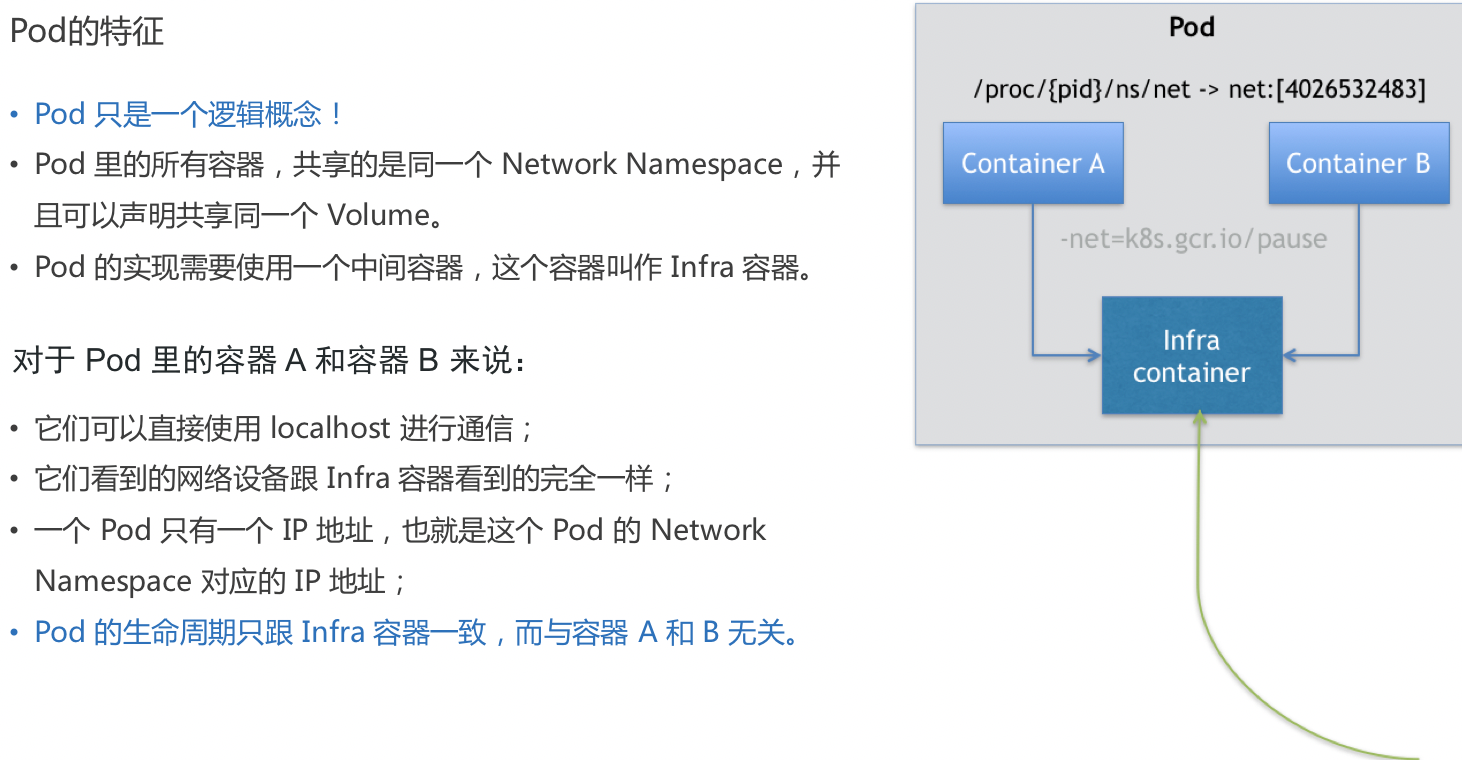 Pod的特征
• Pod 只是一个逻辑概念！
• Pod 里的所有容器，共享的是同一个 Network Namespace，并
且可以声明共享同一个 Volume。
• Pod 的实现需要使用一个中间容器，这个容器叫作 Infra 容器。
对于 Pod 里的容器 A 和容器 B 来说：
• 它们可以直接使用 localhost 进行通信；
• 它们看到的网络设备跟 Infra 容器看到的完全一样；
• 一个 Pod 只有一个 IP 地址，也就是这个 Pod 的 Network
Namespace 对应的 IP 地址；
• Pod 的生命周期只跟 Infra 容器一致，而与容器 A 和 B 无关。
Pod
/proc/{pid}/ns/net -> net:[4026532483]
Container A
Container B
-net=k8s.gcr.io/pause
Infra
container